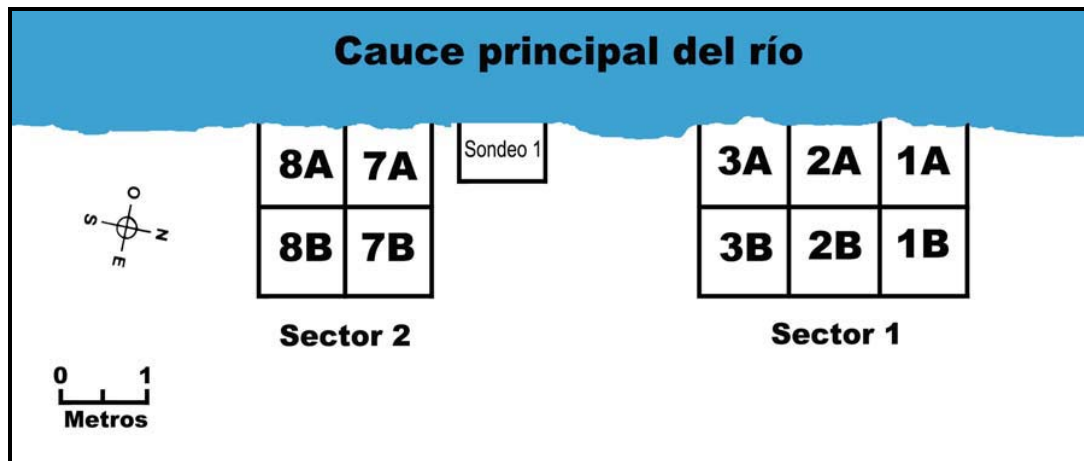 Cauce principal del río
8A 7A Sondeo 1 3A 2A 1A
8B 7B 3B 2B 1B
O
S N
E
Sector 2 Sector 1
0 1
Metros